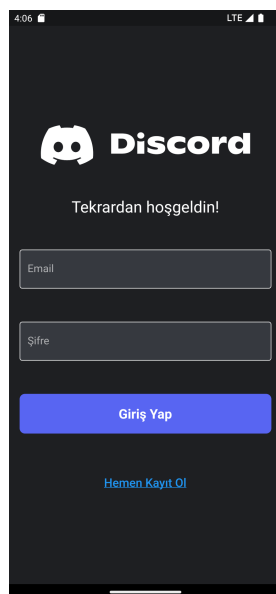 4:06
LTE
Discord
Tekrardan hoşgeldin!
Email
Şifre
Giriş Yap
Hemen Kayıt Ol